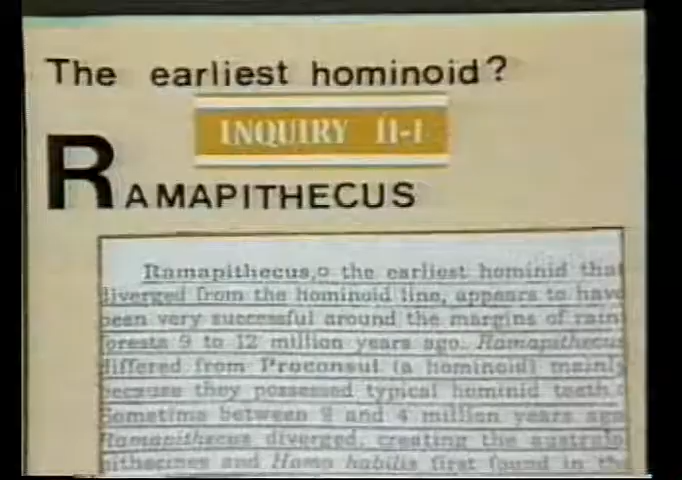 The earliest hominoid?
INQUIRY 11-1
RAMAPITHECUS
Ramapithecus, the earliest hominid that
diverged from the hominoid line, appears to have
been very successful around the margins of rain
forests 9 to 12 million years ago. Ramapithecus
differed from Proconsul (a hominoid) mainly
because they possessed typical hominid teeth.
Sometime between 9 and 4 million years ago
Ramapithecus diverged, creating the australo
pithecines and Homo habilis first found in the